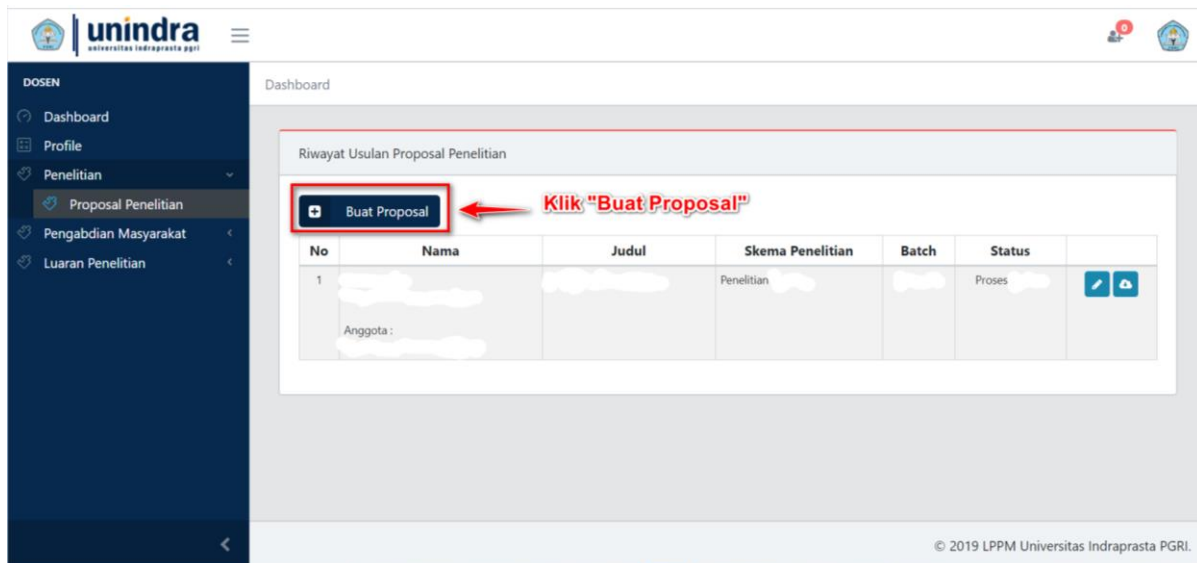 unindra
universitas indraprasta pgri
0
DOSEN
Dashboard
Dashboard
Profile
Penelitian
Proposal Penelitian
Pengabdian Masyarakat
Luaran Penelitian
Riwayat Usulan Proposal Penelitian
Buat Proposal
Klik "Buat Proposal"
No Nama Judul Skema Penelitian Batch Status
1 Penelitian Proses
Anggota :
© 2019 LPPM Universitas Indraprasta PGRI.